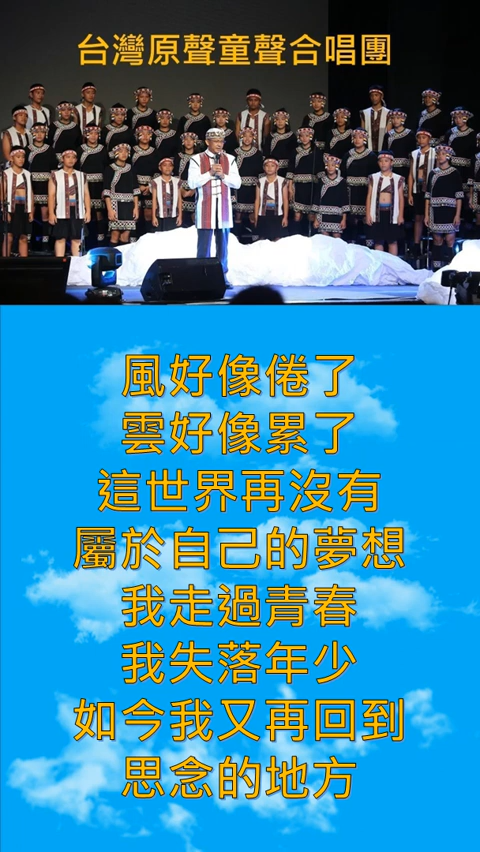 台灣原聲童聲合唱團
風好像倦了
雲好像累了
這世界再沒有
屬於自己的夢想
我走過青春
我失落年少
如今我又再回到
思念的地方